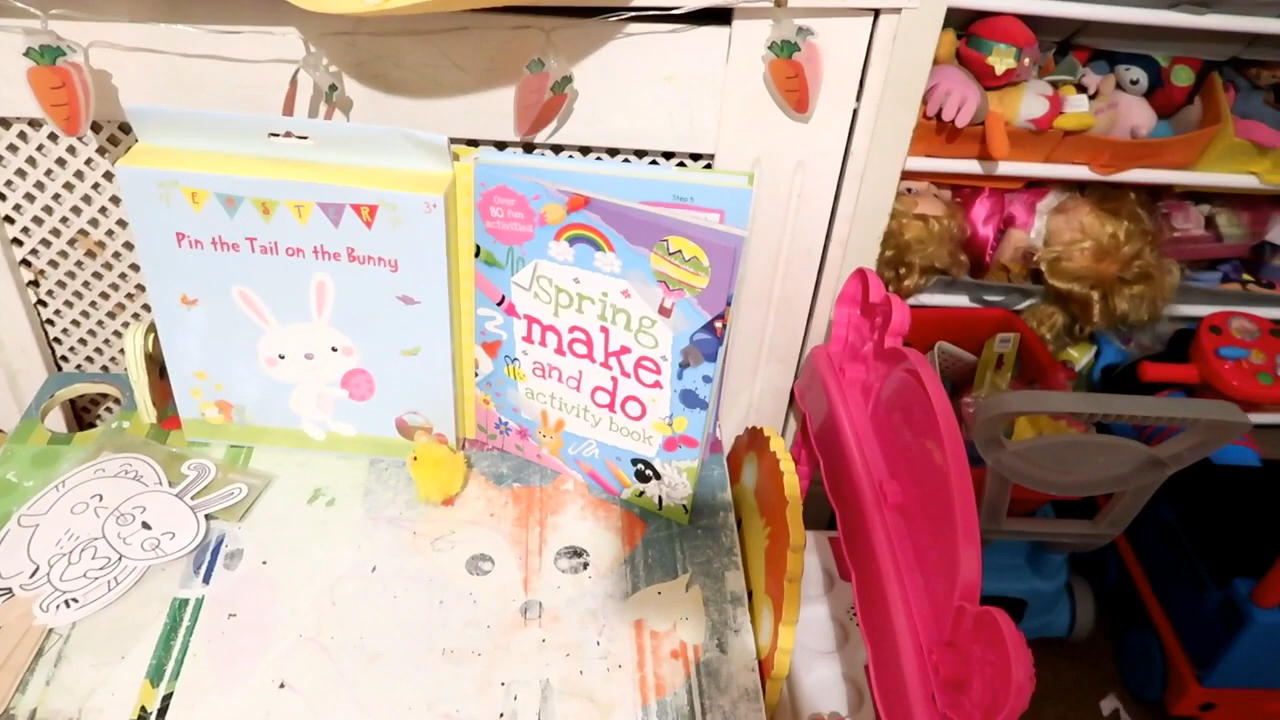 EASTER
3+
Pin the Tail on the Bunny
Over
80 fun
activities
Step 5
Spring
make
and do
activity book